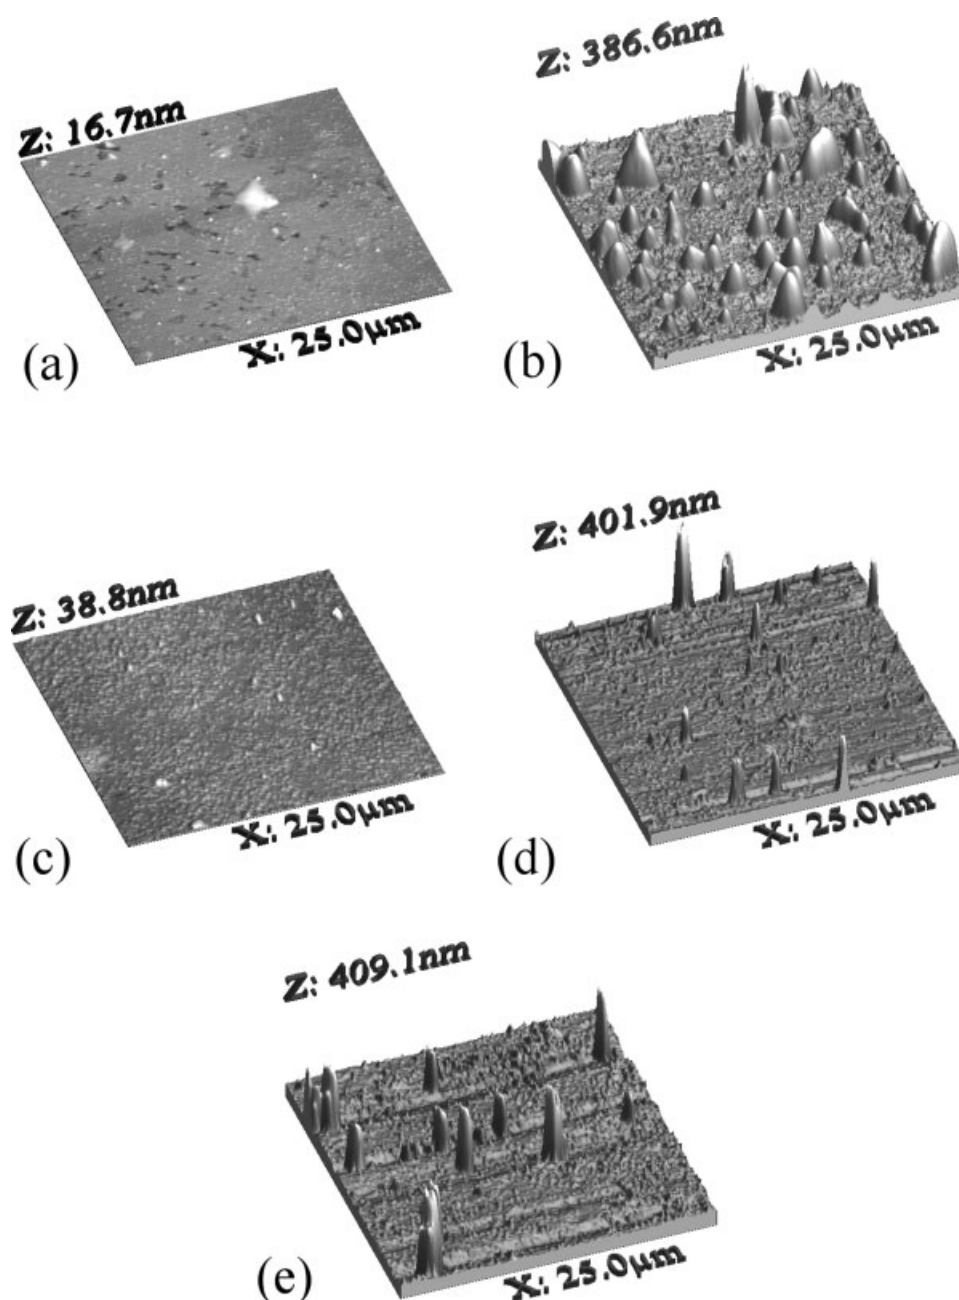 Z: 16.7nm
X: 25.0µm
(a)
Z: 386.6nm
X: 25.0µm
(b)
Z: 38.8nm
X: 25.0µm
(c)
Z: 401.9nm
X: 25.0µm
(d)
Z: 409.1nm
X: 25.0µm
(e)